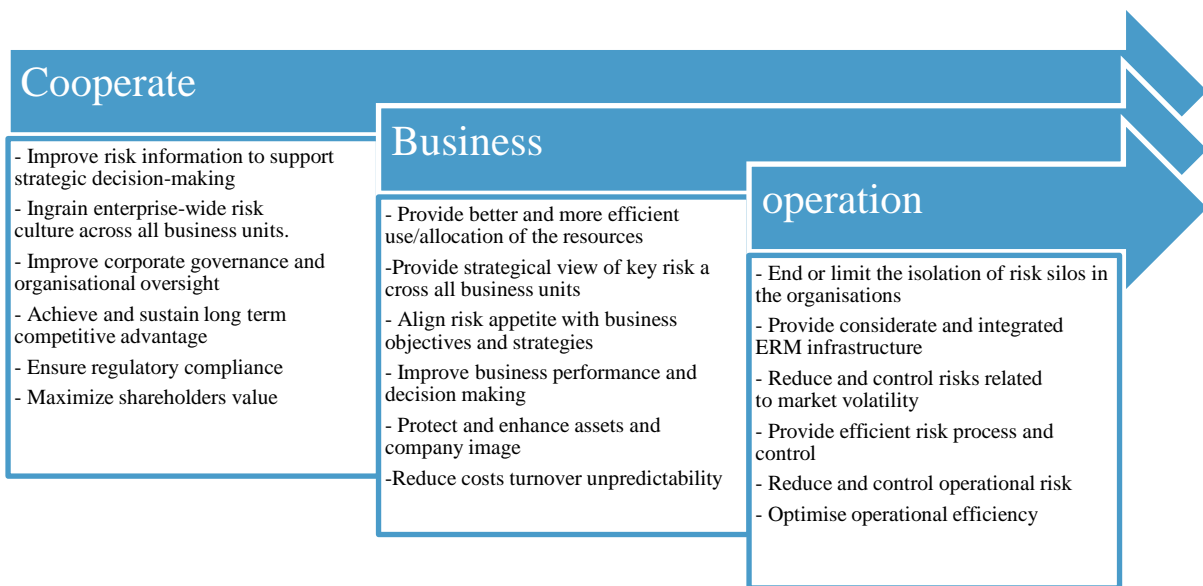 Cooperate
- Improve risk information to support
strategic decision-making
- Ingrain enterprise-wide risk
culture across all business units.
- Improve corporate governance and
organisational oversight
- Achieve and sustain long term
competitive advantage
- Ensure regulatory compliance
- Maximize shareholders value
Business
- Provide better and more efficient
use/allocation of the resources
-Provide strategical view of key risk a
cross all business units
- Align risk appetite with business
objectives and strategies
- Improve business performance and
decision making
- Protect and enhance assets and
company image
-Reduce costs turnover unpredictability
operation
- End or limit the isolation of risk silos in
the organisations
- Provide considerate and integrated
ERM infrastructure
- Reduce and control risks related
to market volatility
- Provide efficient risk process and
control
- Reduce and control operational risk
- Optimise operational efficiency